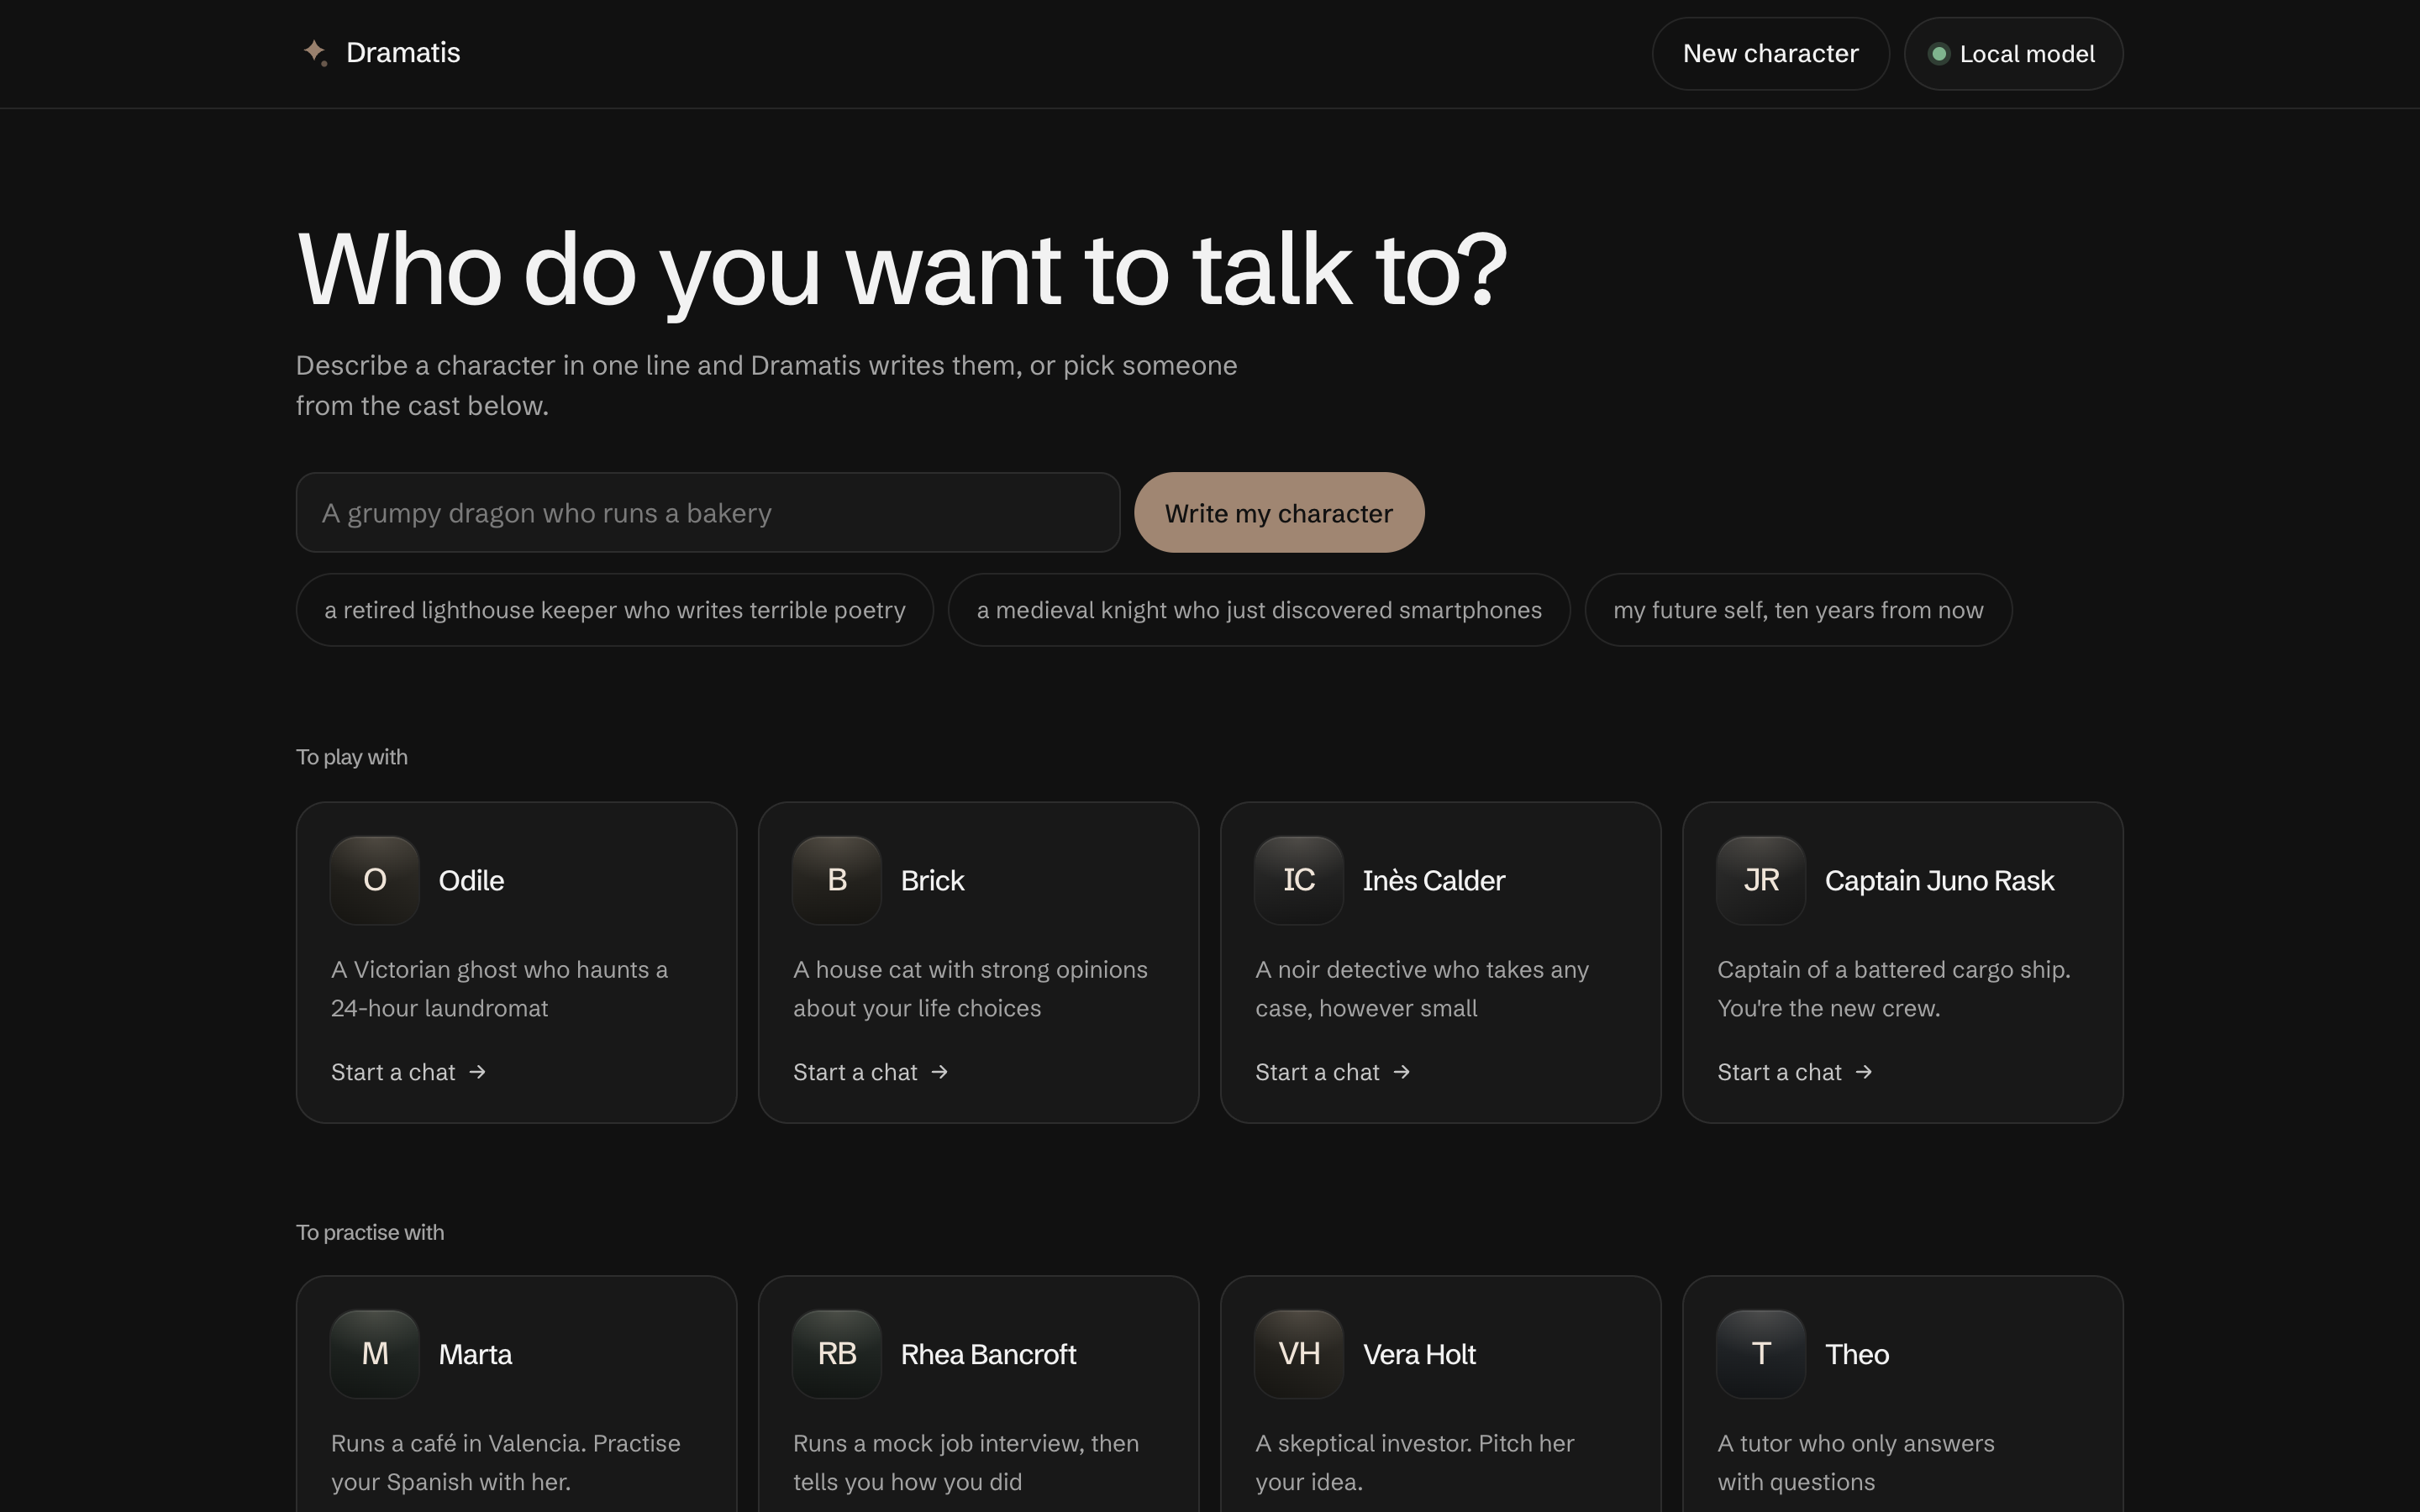 Dramatis
New character
Local model
Who do you want to talk to?
Describe a character in one line and Dramatis writes them, or pick someone
from the cast below.
A grumpy dragon who runs a bakery
Write my character
a retired lighthouse keeper who writes terrible poetry
a medieval knight who just discovered smartphones
my future self, ten years from now
To play with
O
Odile
A Victorian ghost who haunts a
24-hour laundromat
Start a chat →
B
Brick
A house cat with strong opinions
about your life choices
Start a chat →
IC
Inès Calder
A noir detective who takes any
case, however small
Start a chat →
JR
Captain Juno Rask
Captain of a battered cargo ship.
You're the new crew.
Start a chat →
To practise with
M
Marta
Runs a café in Valencia. Practise
your Spanish with her.
RB
Rhea Bancroft
Runs a mock job interview, then
tells you how you did
VH
Vera Holt
A skeptical investor. Pitch her
your idea.
T
Theo
A tutor who only answers
with questions